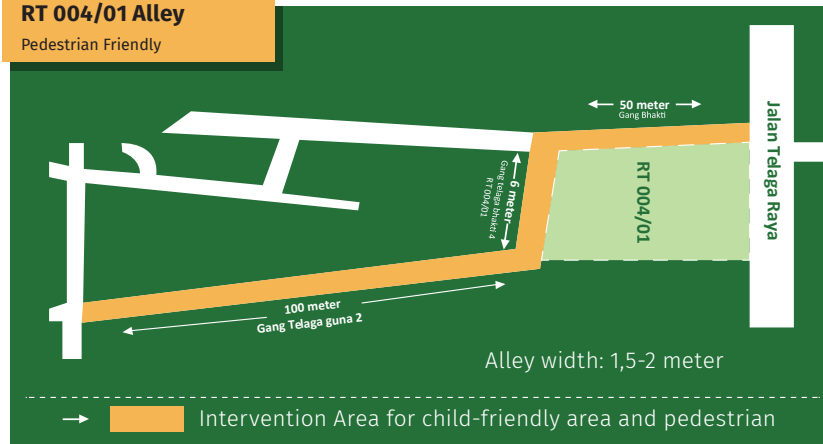 RT 004/01 Alley
Pedestrian Friendly
50 meter
Gang Bhakti
Jalan Telaga Raya
RT 004/01
6 meter
Gang telaga bhakti 4
RT 004/01
100 meter
Gang Telaga guna 2
Alley width: 1,5-2 meter
Intervention Area for child-friendly area and pedestrian